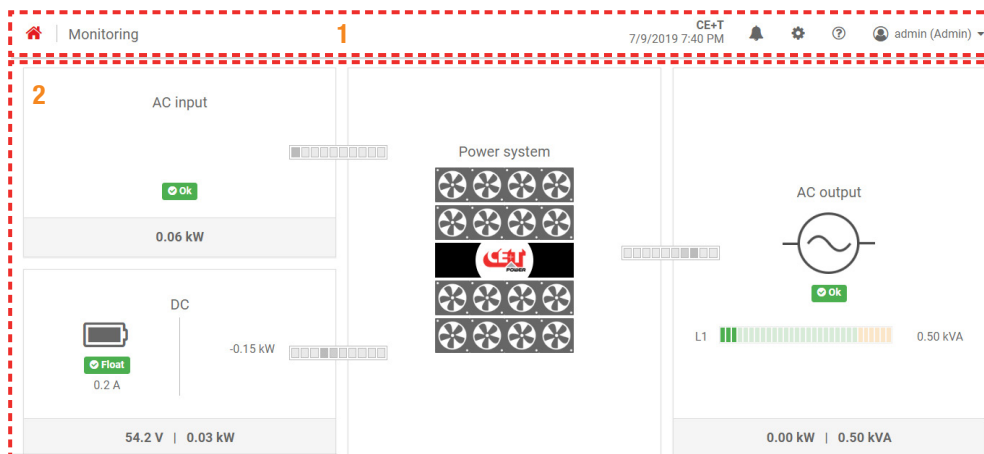 Monitoring
1
CE+T
7/9/2019 7:40 PM
admin (Admin)
2
AC input
Ok
0.06 kW
DC
Float
0.2 A
-0.15 kW
54.2 V | 0.03 kW
Power system
CE+T
POWER
AC output
Ok
L1
0.50 kVA
0.00 kW | 0.50 kVA